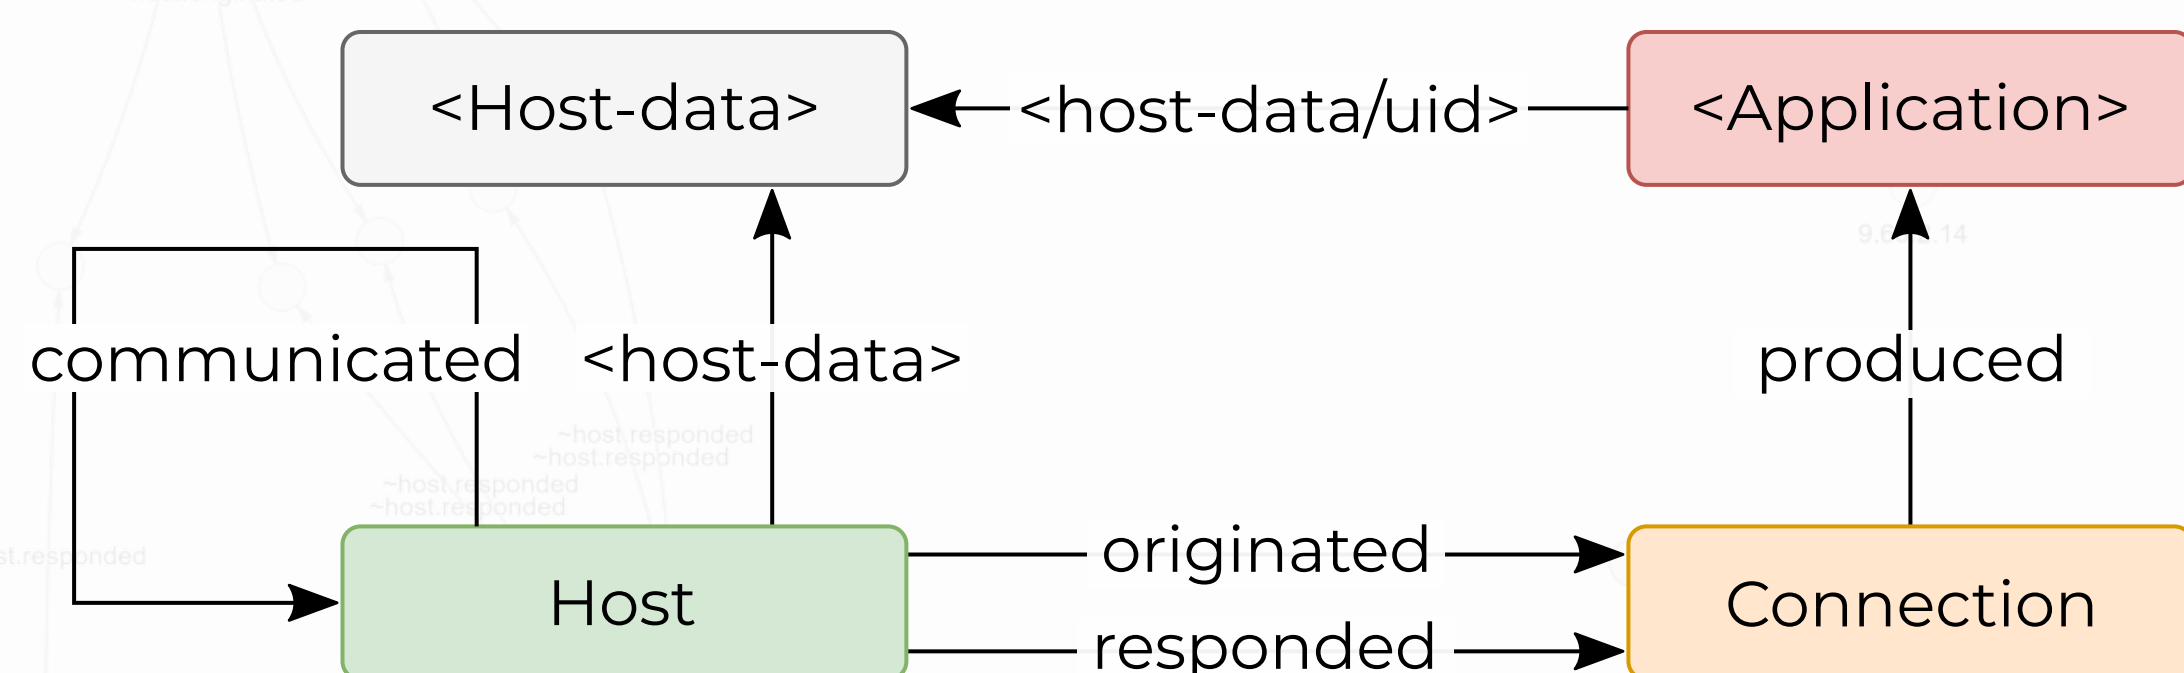 <Host-data>
<host-data/uid>
<Application>
communicated
<host-data>
produced
~host.responded
~host.responded
~host.responded
~host.responded
originated
Host
Connection
responded